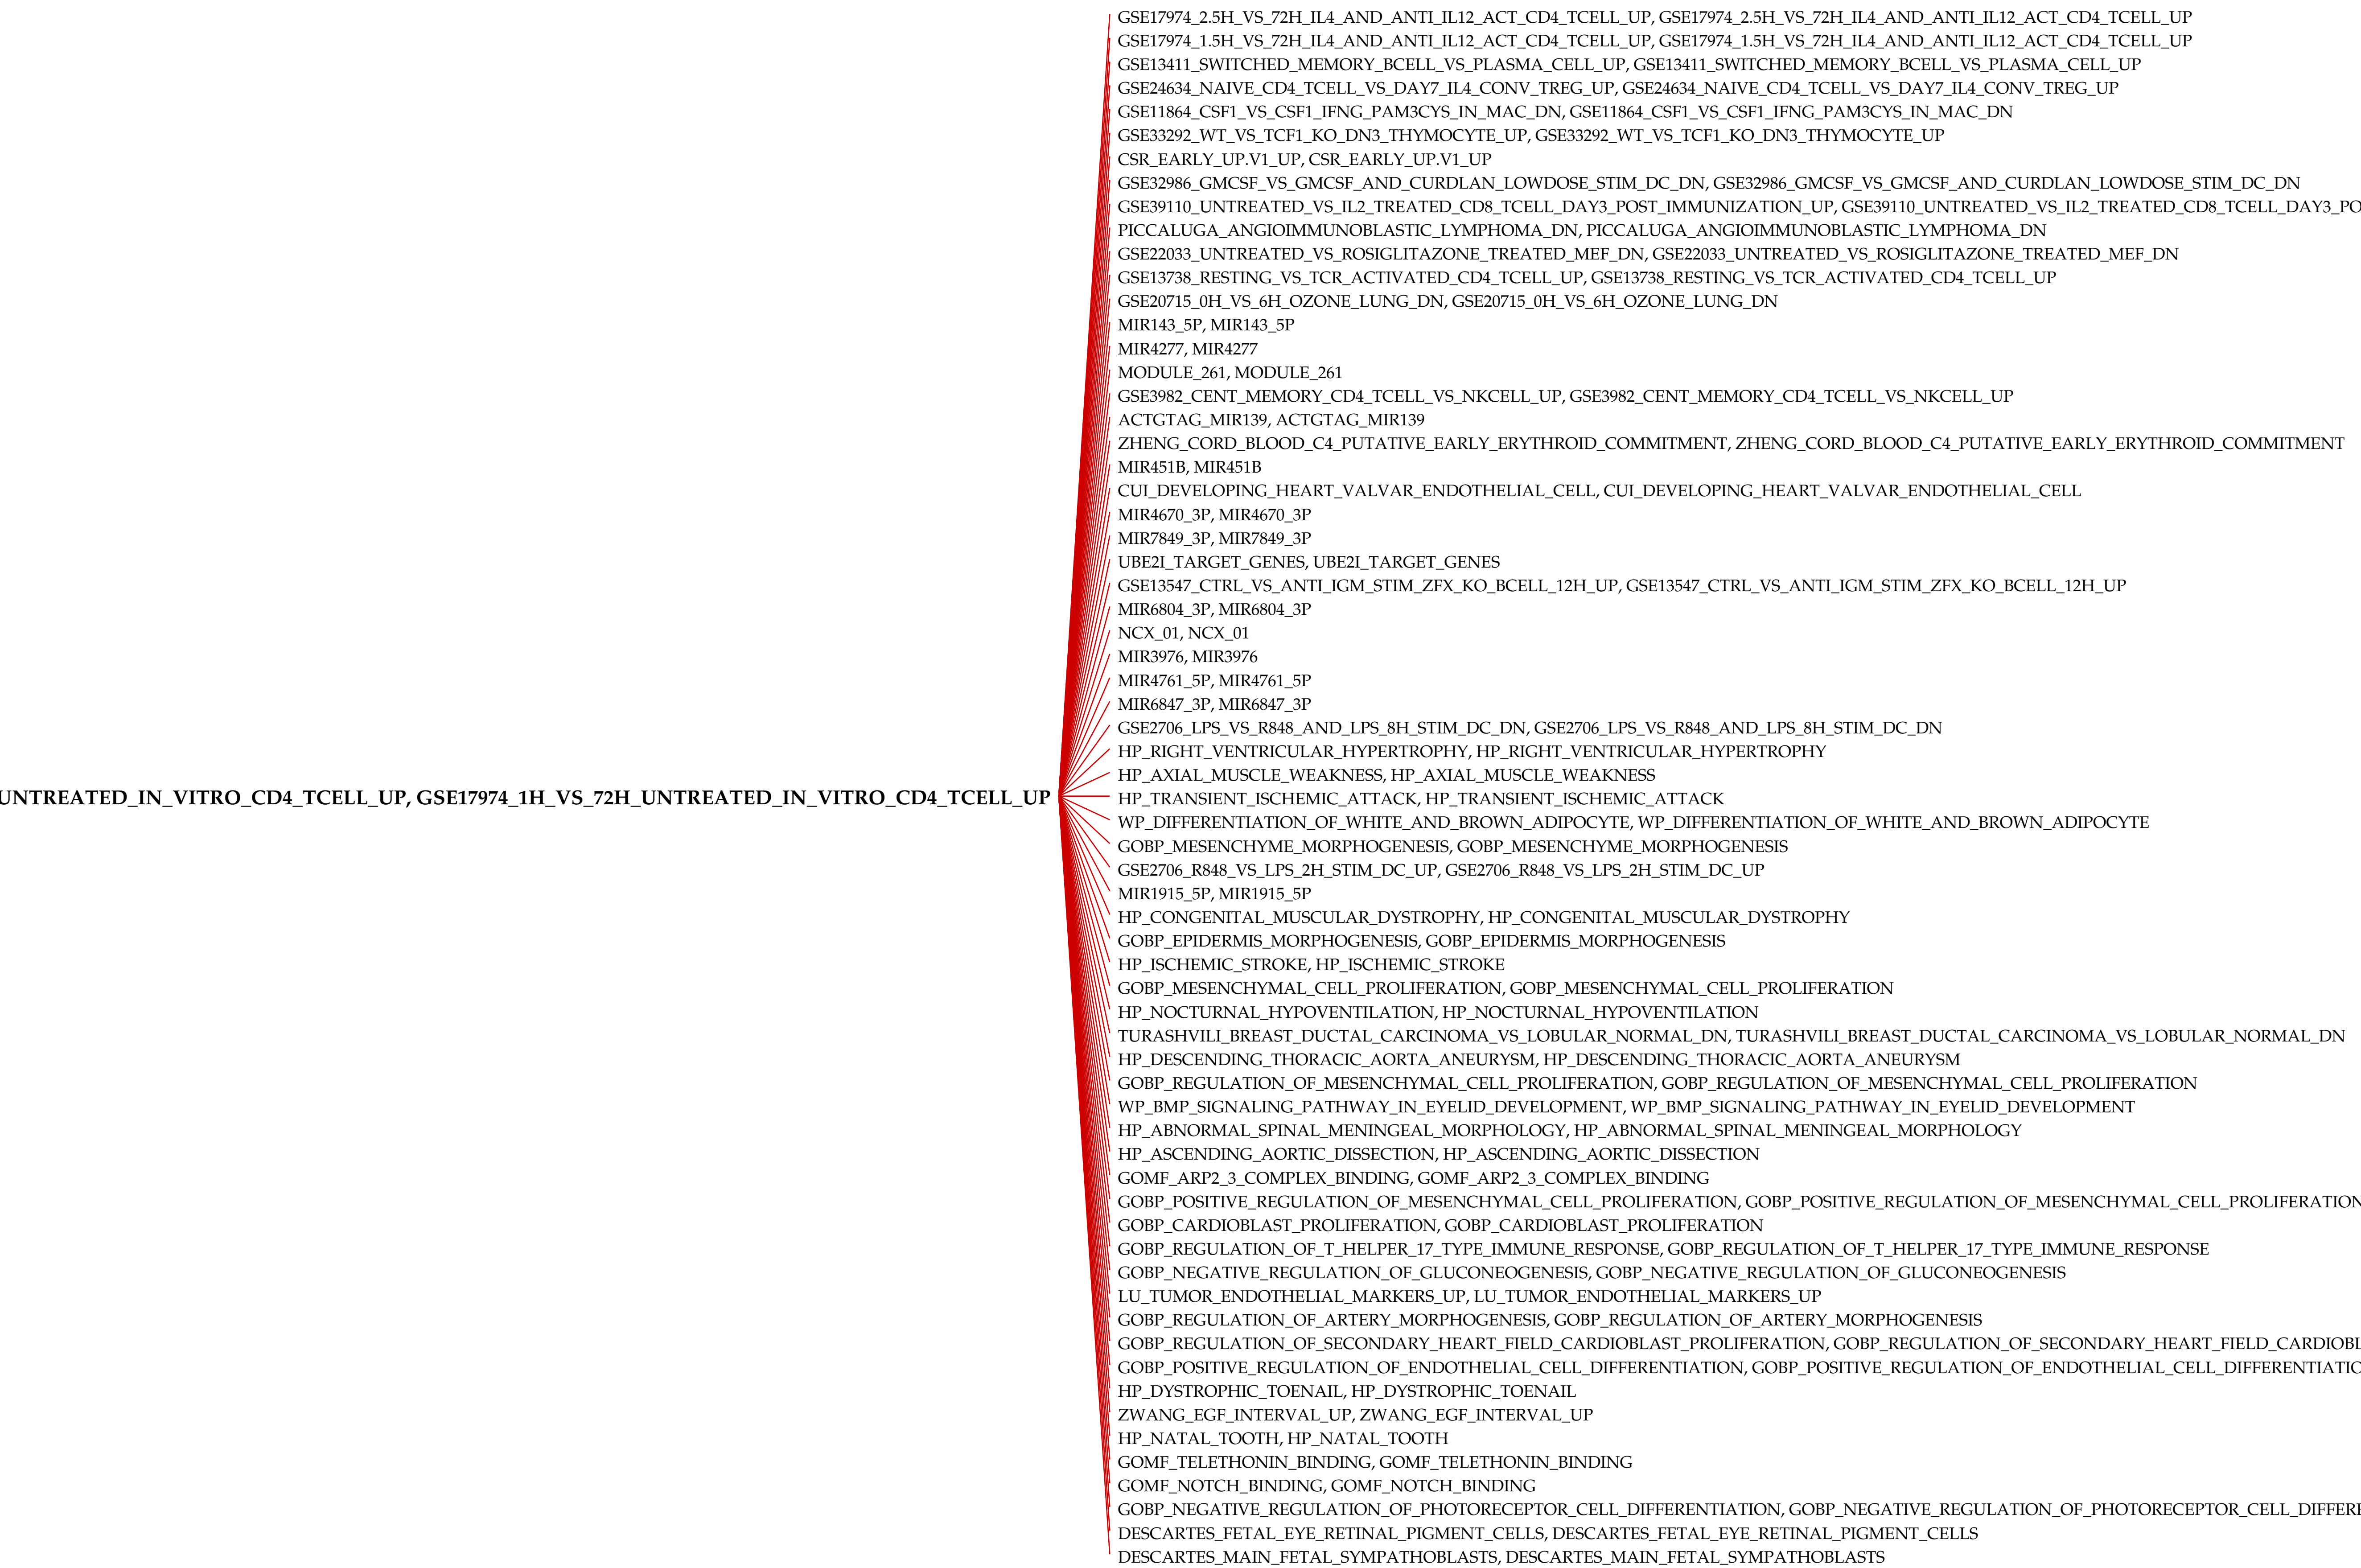 GSE17974_2.5H_VS_72H_IL4_AND_ANTI_IL12_ACT_CD4_TCELL_UP, GSE17974_2.5H_VS_72H_IL4_AND_ANTI_IL12_ACT_CD4_TCELL_UP
GSE17974_1.5H_VS_72H_IL4_AND_ANTI_IL12_ACT_CD4_TCELL_UP, GSE17974_1.5H_VS_72H_IL4_AND_ANTI_IL12_ACT_CD4_TCELL_UP
GSE13411_SWITCHED_MEMORY_BCELL_VS_PLASMA_CELL_UP, GSE13411_SWITCHED_MEMORY_BCELL_VS_PLASMA_CELL_UP
GSE24634_NAIVE_CD4_TCELL_VS_DAY7_IL4_CONV_TREG_UP, GSE24634_NAIVE_CD4_TCELL_VS_DAY7_IL4_CONV_TREG_UP
GSE11864_CSF1_VS_CSF1_IFNG_PAM3CYS_IN_MAC_DN, GSE11864_CSF1_VS_CSF1_IFNG_PAM3CYS_IN_MAC_DN
GSE33292_WT_VS_TCF1_KO_DN3_THYMOCYTE_UP, GSE33292_WT_VS_TCF1_KO_DN3_THYMOCYTE_UP
CSR_EARLY_UP.V1_UP, CSR_EARLY_UP.V1_UP
GSE32986_GMCSF_VS_GMCSF_AND_CURDLAN_LOWDOSE_STIM_DC_DN, GSE32986_GMCSF_VS_GMCSF_AND_CURDLAN_LOWDOSE_STIM_DC_DN
GSE39110_UNTREATED_VS_IL2_TREATED_CD8_TCELL_DAY3_POST_IMMUNIZATION_UP, GSE39110_UNTREATED_VS_IL2_TREATED_CD8_TCELL_DAY3_PO
PICCALUGA_ANGIOIMMUNOBLASTIC_LYMPHOMA_DN, PICCALUGA_ANGIOIMMUNOBLASTIC_LYMPHOMA_DN
GSE22033_UNTREATED_VS_ROSIGLITAZONE_TREATED_MEF_DN, GSE22033_UNTREATED_VS_ROSIGLITAZONE_TREATED_MEF_DN
GSE13738_RESTING_VS_TCR_ACTIVATED_CD4_TCELL_UP, GSE13738_RESTING_VS_TCR_ACTIVATED_CD4_TCELL_UP
GSE20715_0H_VS_6H_OZONE_LUNG_DN, GSE20715_0H_VS_6H_OZONE_LUNG_DN
MIR143_5P, MIR143_5P
MIR4277, MIR4277
MODULE_261, MODULE_261
GSE3982_CENT_MEMORY_CD4_TCELL_VS_NKCELL_UP, GSE3982_CENT_MEMORY_CD4_TCELL_VS_NKCELL_UP
ACTGTAG_MIR139, ACTGTAG_MIR139
ZHENG_CORD_BLOOD_C4_PUTATIVE_EARLY_ERYTHROID_COMMITMENT, ZHENG_CORD_BLOOD_C4_PUTATIVE_EARLY_ERYTHROID_COMMITMENT
MIR451B, MIR451B
CUI_DEVELOPING_HEART_VALVAR_ENDOTHELIAL_CELL, CUI_DEVELOPING_HEART_VALVAR_ENDOTHELIAL_CELL
MIR4670_3P, MIR4670_3P
MIR7849_3P, MIR7849_3P
UBE2I_TARGET_GENES, UBE2I_TARGET_GENES
GSE13547_CTRL_VS_ANTI_IGM_STIM_ZFX_KO_BCELL_12H_UP, GSE13547_CTRL_VS_ANTI_IGM_STIM_ZFX_KO_BCELL_12H_UP
MIR6804_3P, MIR6804_3P
NCX_01, NCX_01
MIR3976, MIR3976
MIR4761_5P, MIR4761_5P
MIR6847_3P, MIR6847_3P
GSE2706_LPS_VS_R848_AND_LPS_8H_STIM_DC_DN, GSE2706_LPS_VS_R848_AND_LPS_8H_STIM_DC_DN
HP_RIGHT_VENTRICULAR_HYPERTROPHY, HP_RIGHT_VENTRICULAR_HYPERTROPHY
HP_AXIAL_MUSCLE_WEAKNESS, HP_AXIAL_MUSCLE_WEAKNESS
UNTREATED_IN_VITRO_CD4_TCELL_UP, GSE17974_1H_VS_72H_UNTREATED_IN_VITRO_CD4_TCELL_UP
HP_TRANSIENT_ISCHEMIC_ATTACK, HP_TRANSIENT_ISCHEMIC_ATTACK
WP_DIFFERENTIATION_OF_WHITE_AND_BROWN_ADIPOCYTE, WP_DIFFERENTIATION_OF_WHITE_AND_BROWN_ADIPOCYTE
GOBP_MESENCHYME_MORPHOGENESIS, GOBP_MESENCHYME_MORPHOGENESIS
GSE2706_R848_VS_LPS_2H_STIM_DC_UP, GSE2706_R848_VS_LPS_2H_STIM_DC_UP
MIR1915_5P, MIR1915_5P
HP_CONGENITAL_MUSCULAR_DYSTROPHY, HP_CONGENITAL_MUSCULAR_DYSTROPHY
GOBP_EPIDERMIS_MORPHOGENESIS, GOBP_EPIDERMIS_MORPHOGENESIS
HP_ISCHEMIC_STROKE, HP_ISCHEMIC_STROKE
GOBP_MESENCHYMAL_CELL_PROLIFERATION, GOBP_MESENCHYMAL_CELL_PROLIFERATION
HP_NOCTURNAL_HYPOVENTILATION, HP_NOCTURNAL_HYPOVENTILATION
TURASHVILI_BREAST_DUCTAL_CARCINOMA_VS_LOBULAR_NORMAL_DN, TURASHVILI_BREAST_DUCTAL_CARCINOMA_VS_LOBULAR_NORMAL_DN
HP_DESCENDING_THORACIC_AORTA_ANEURYSM, HP_DESCENDING_THORACIC_AORTA_ANEURYSM
GOBP_REGULATION_OF_MESENCHYMAL_CELL_PROLIFERATION, GOBP_REGULATION_OF_MESENCHYMAL_CELL_PROLIFERATION
WP_BMP_SIGNALING_PATHWAY_IN_EYELID_DEVELOPMENT, WP_BMP_SIGNALING_PATHWAY_IN_EYELID_DEVELOPMENT
HP_ABNORMAL_SPINAL_MENINGEAL_MORPHOLOGY, HP_ABNORMAL_SPINAL_MENINGEAL_MORPHOLOGY
HP_ASCENDING_AORTIC_DISSECTION, HP_ASCENDING_AORTIC_DISSECTION
GOMF_ARP2_3_COMPLEX_BINDING, GOMF_ARP2_3_COMPLEX_BINDING
GOBP_POSITIVE_REGULATION_OF_MESENCHYMAL_CELL_PROLIFERATION, GOBP_POSITIVE_REGULATION_OF_MESENCHYMAL_CELL_PROLIFERATION
GOBP_CARDIOBLAST_PROLIFERATION, GOBP_CARDIOBLAST_PROLIFERATION
GOBP_REGULATION_OF_T_HELPER_17_TYPE_IMMUNE_RESPONSE, GOBP_REGULATION_OF_T_HELPER_17_TYPE_IMMUNE_RESPONSE
GOBP_NEGATIVE_REGULATION_OF_GLUCONEOGENESIS, GOBP_NEGATIVE_REGULATION_OF_GLUCONEOGENESIS
LU_TUMOR_ENDOTHELIAL_MARKERS_UP, LU_TUMOR_ENDOTHELIAL_MARKERS_UP
GOBP_REGULATION_OF_ARTERY_MORPHOGENESIS, GOBP_REGULATION_OF_ARTERY_MORPHOGENESIS
GOBP_REGULATION_OF_SECONDARY_HEART_FIELD_CARDIOBLAST_PROLIFERATION, GOBP_REGULATION_OF_SECONDARY_HEART_FIELD_CARDIOBL
GOBP_POSITIVE_REGULATION_OF_ENDOTHELIAL_CELL_DIFFERENTIATION, GOBP_POSITIVE_REGULATION_OF_ENDOTHELIAL_CELL_DIFFERENTIATIO
HP_DYSTROPHIC_TOENAIL, HP_DYSTROPHIC_TOENAIL
ZWANG_EGF_INTERVAL_UP, ZWANG_EGF_INTERVAL_UP
HP_NATAL_TOOTH, HP_NATAL_TOOTH
GOMF_TELETHONIN_BINDING, GOMF_TELETHONIN_BINDING
GOMF_NOTCH_BINDING, GOMF_NOTCH_BINDING
GOBP_NEGATIVE_REGULATION_OF_PHOTORECEPTOR_CELL_DIFFERENTIATION, GOBP_NEGATIVE_REGULATION_OF_PHOTORECEPTOR_CELL_DIFFERE
DESCARTES_FETAL_EYE_RETINAL_PIGMENT_CELLS, DESCARTES_FETAL_EYE_RETINAL_PIGMENT_CELLS
DESCARTES_MAIN_FETAL_SYMPATHOBLASTS, DESCARTES_MAIN_FETAL_SYMPATHOBLASTS